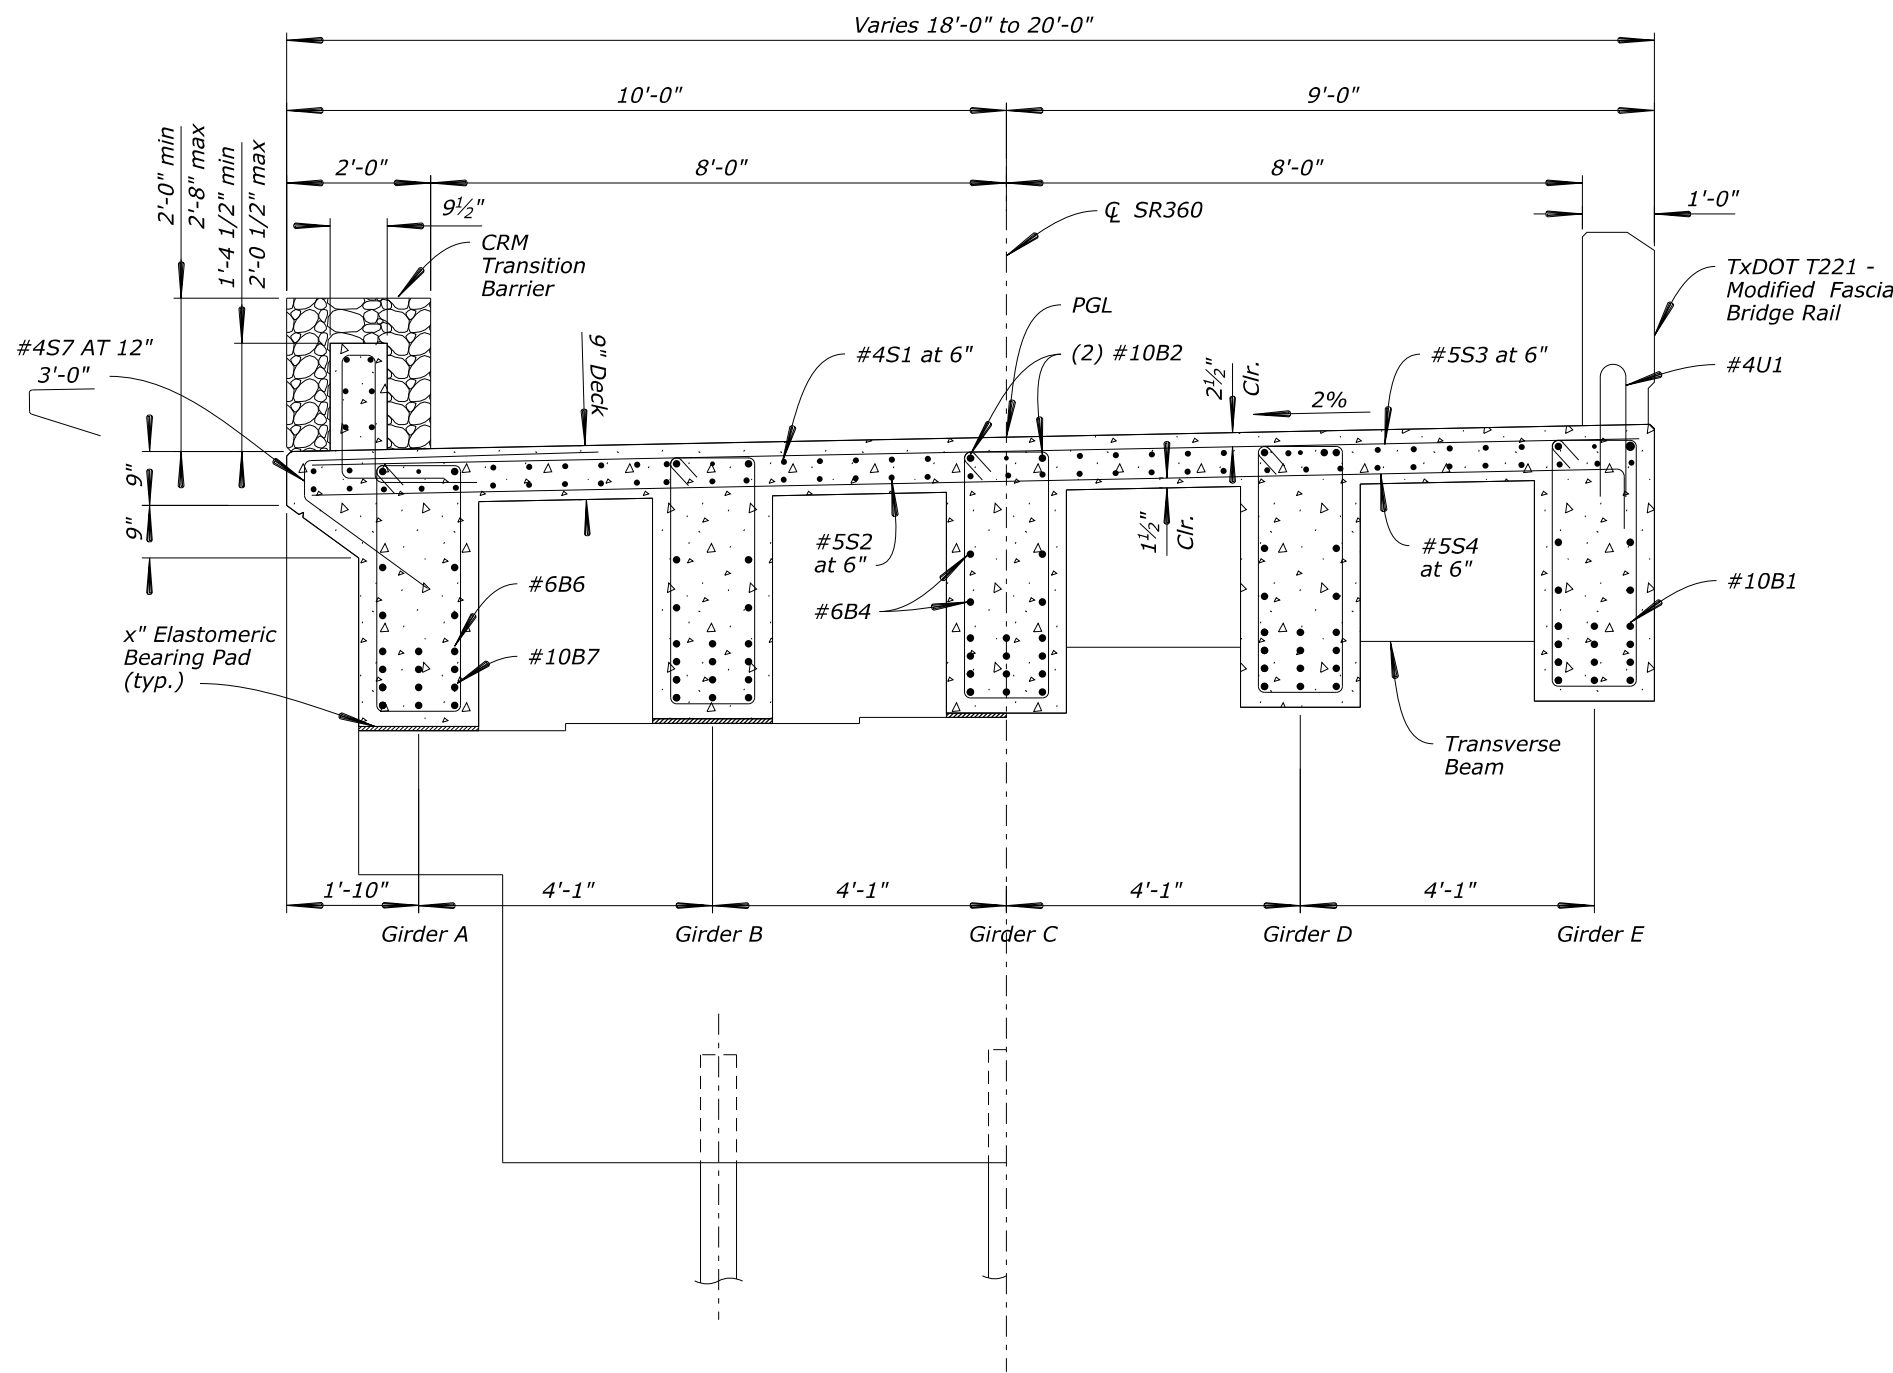 Varies 18'-0" to 20'-0"
10'-0"
9'-0"
2'-0"
8'-0"
8'-0"
1'-0"
9½"
2'-0" min
2'-8" max
1'-4 1/2" min
2'-0 1/2" max
℄ SR360
CRM
Transition
Barrier
TxDOT T221 -
Modified Fascia
Bridge Rail
PGL
#4S7 AT 12"
3'-0"
9" Deck
#4S1 at 6"
(2) #10B2
2½"
Clr.
2%
#5S3 at 6"
#4U1
9"
9"
#5S2
at 6"
1½"
Clr.
#5S4
at 6"
#6B6
#6B4
#10B1
x" Elastomeric
Bearing Pad
(typ.)
#10B7
Transverse
Beam
1'-10"
4'-1"
4'-1"
4'-1"
4'-1"
Girder A
Girder B
Girder C
Girder D
Girder E